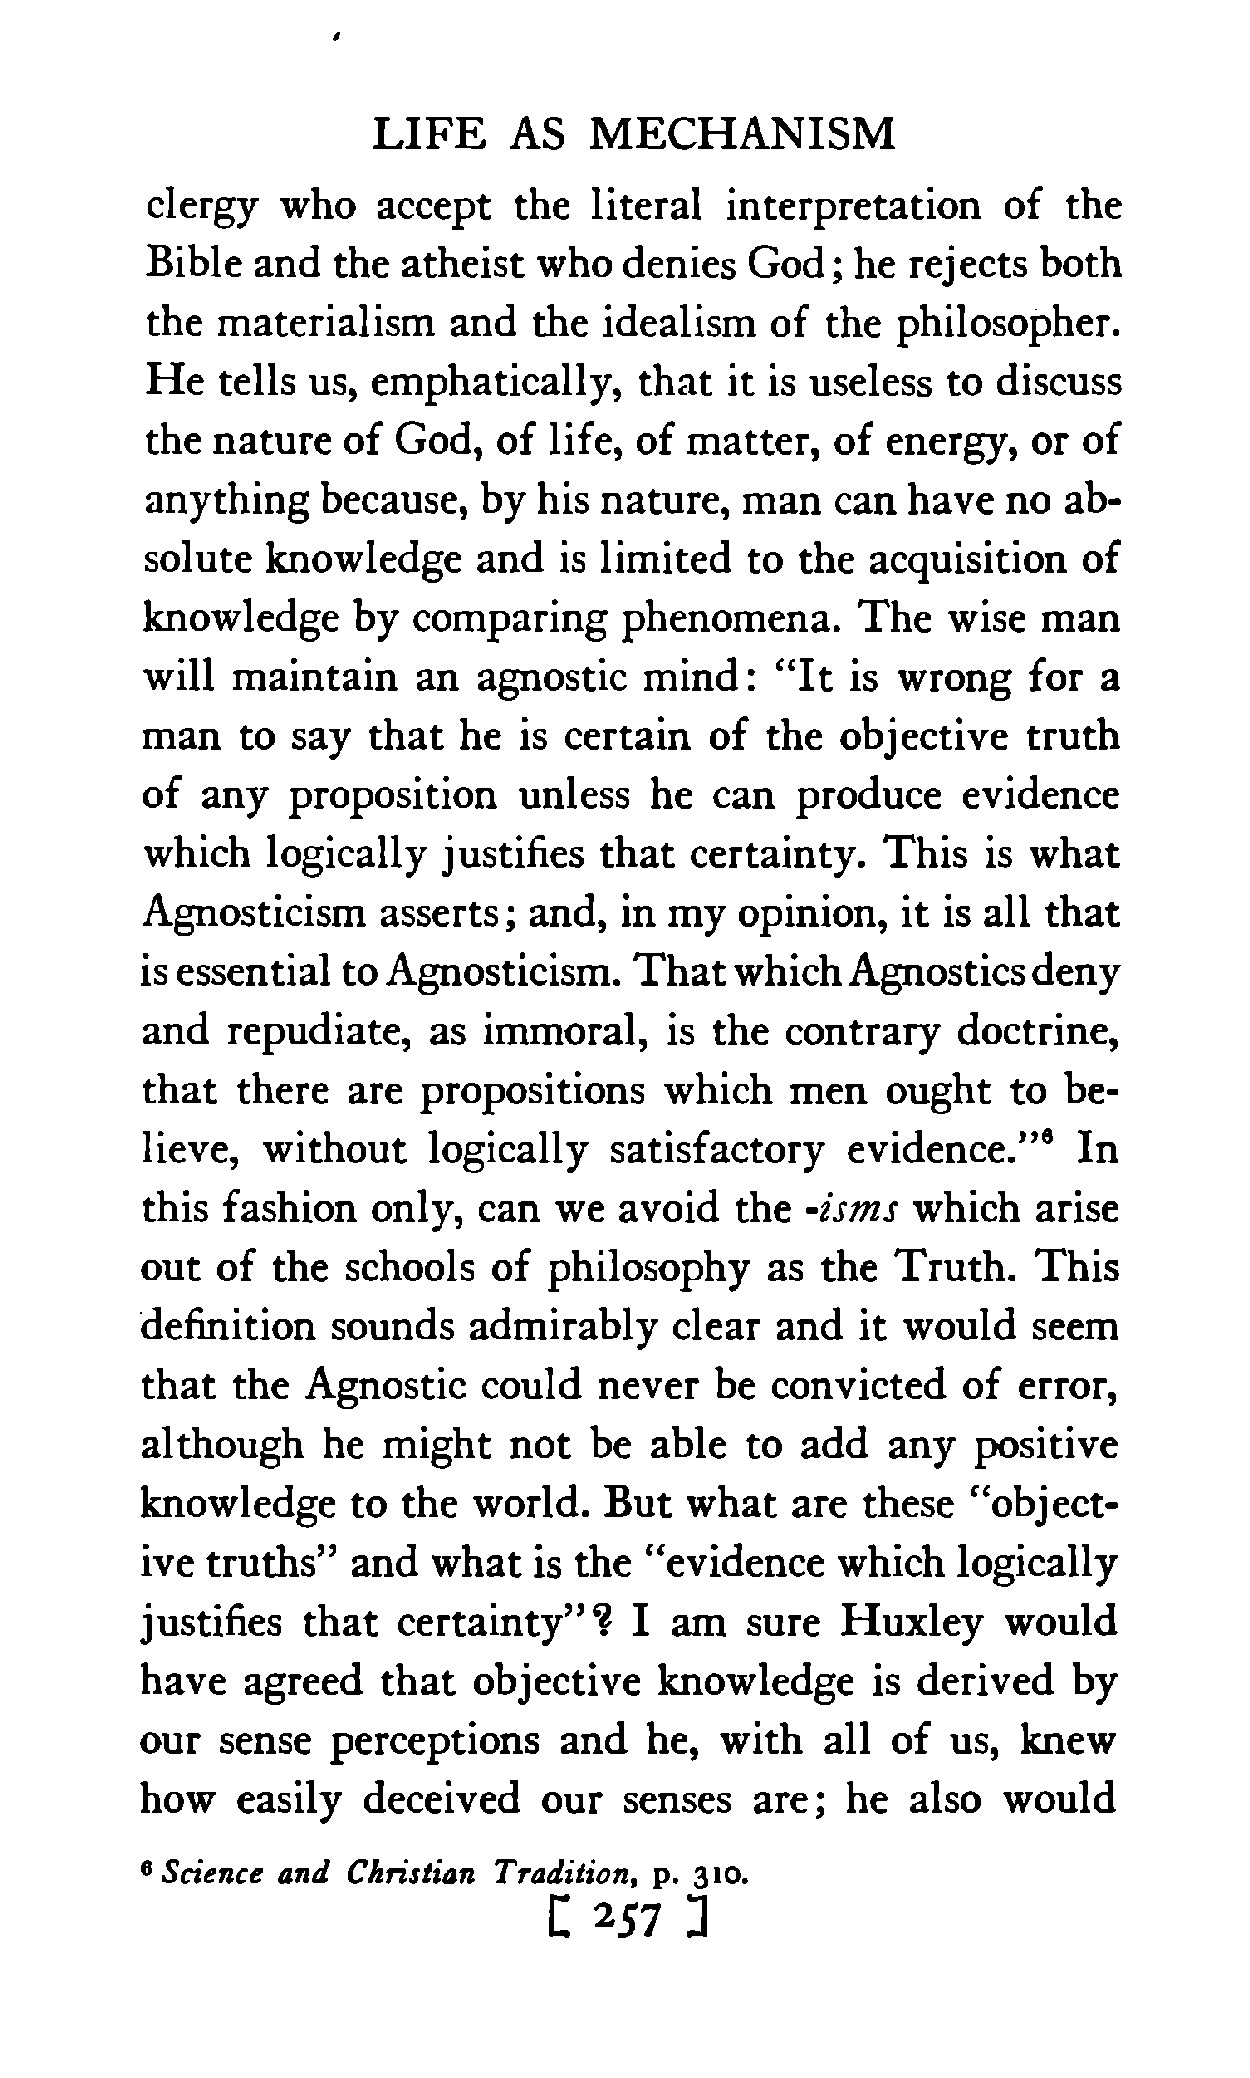 LIFE AS MECHANISM
clergy who accept the literal interpretation of the
Bible and the atheist who denies God; he rejects both
the materialism and the idealism of the philosopher.
He tells us, emphatically, that it is useless to discuss
the nature of God, of life, of matter, of energy, or of
anything because, by his nature, man can have no ab-
solute knowledge and is limited to the acquisition of
knowledge by comparing phenomena. The wise man
will maintain an agnostic mind: "It is wrong for a
man to say that he is certain of the objective truth
of any proposition unless he can produce evidence
which logically justifies that certainty. This is what
Agnosticism asserts; and, in my opinion, it is all that
is essential to Agnosticism. That which Agnostics deny
and repudiate, as immoral, is the contrary doctrine,
that there are propositions which men ought to be-
lieve, without logically satisfactory evidence."⁶ In
this fashion only, can we avoid the -isms which arise
out of the schools of philosophy as the Truth. This
definition sounds admirably clear and it would seem
that the Agnostic could never be convicted of error,
although he might not be able to add any positive
knowledge to the world. But what are these "object-
ive truths" and what is the "evidence which logically
justifies that certainty"? I am sure Huxley would
have agreed that objective knowledge is derived by
our sense perceptions and he, with all of us, knew
how easily deceived our senses are; he also would
⁶ Science and Christian Tradition, p. 310.
[ 257 ]